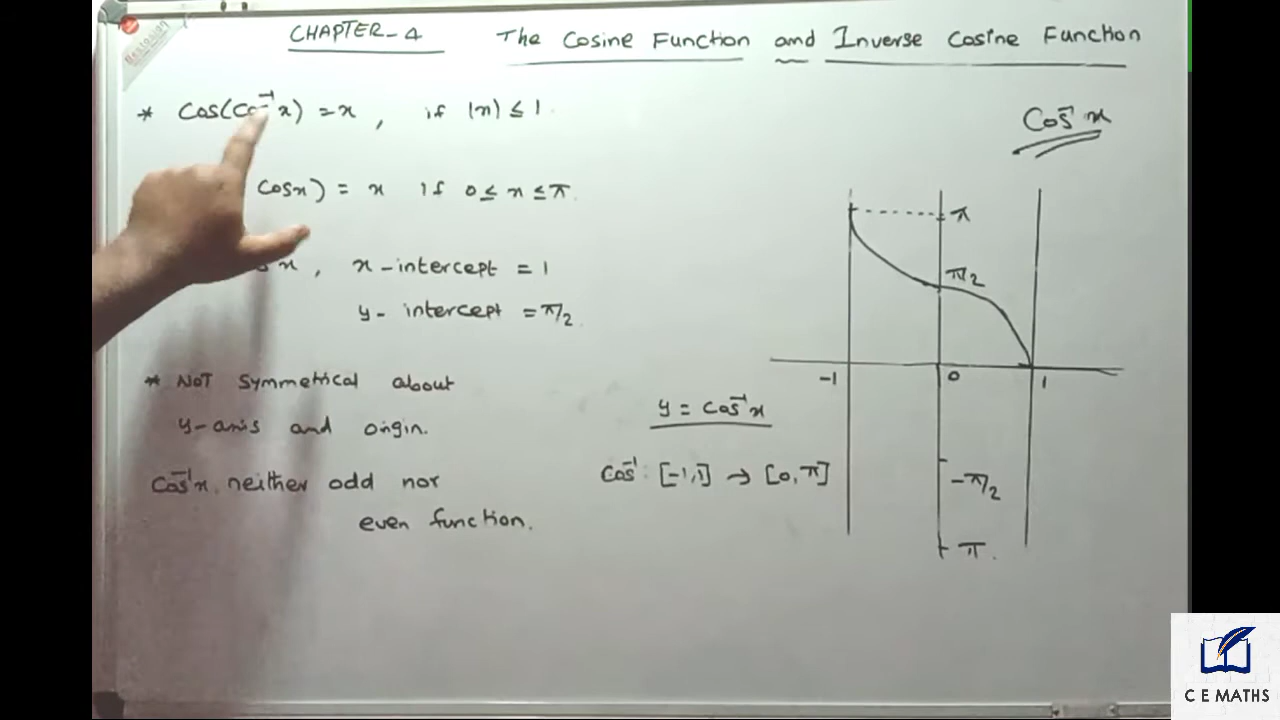 CHAPTER-4 The Cosine Function and Inverse Cosine Function
* Cos(Cos⁻¹x) = x, if |x| ≤ 1.
Cos⁻¹x
cosx) = x if 0 ≤ x ≤ π.
x, x-intercept = 1
y-intercept = π/2
* NOT symmetrical about
y-axis and origin.
Cos⁻¹x neither odd nor
even function.
y = Cos⁻¹x
Cos⁻¹: [-1,1] → [0, π]
π
π/2
-1 0 1
-π/2
-π.
C E MATHS